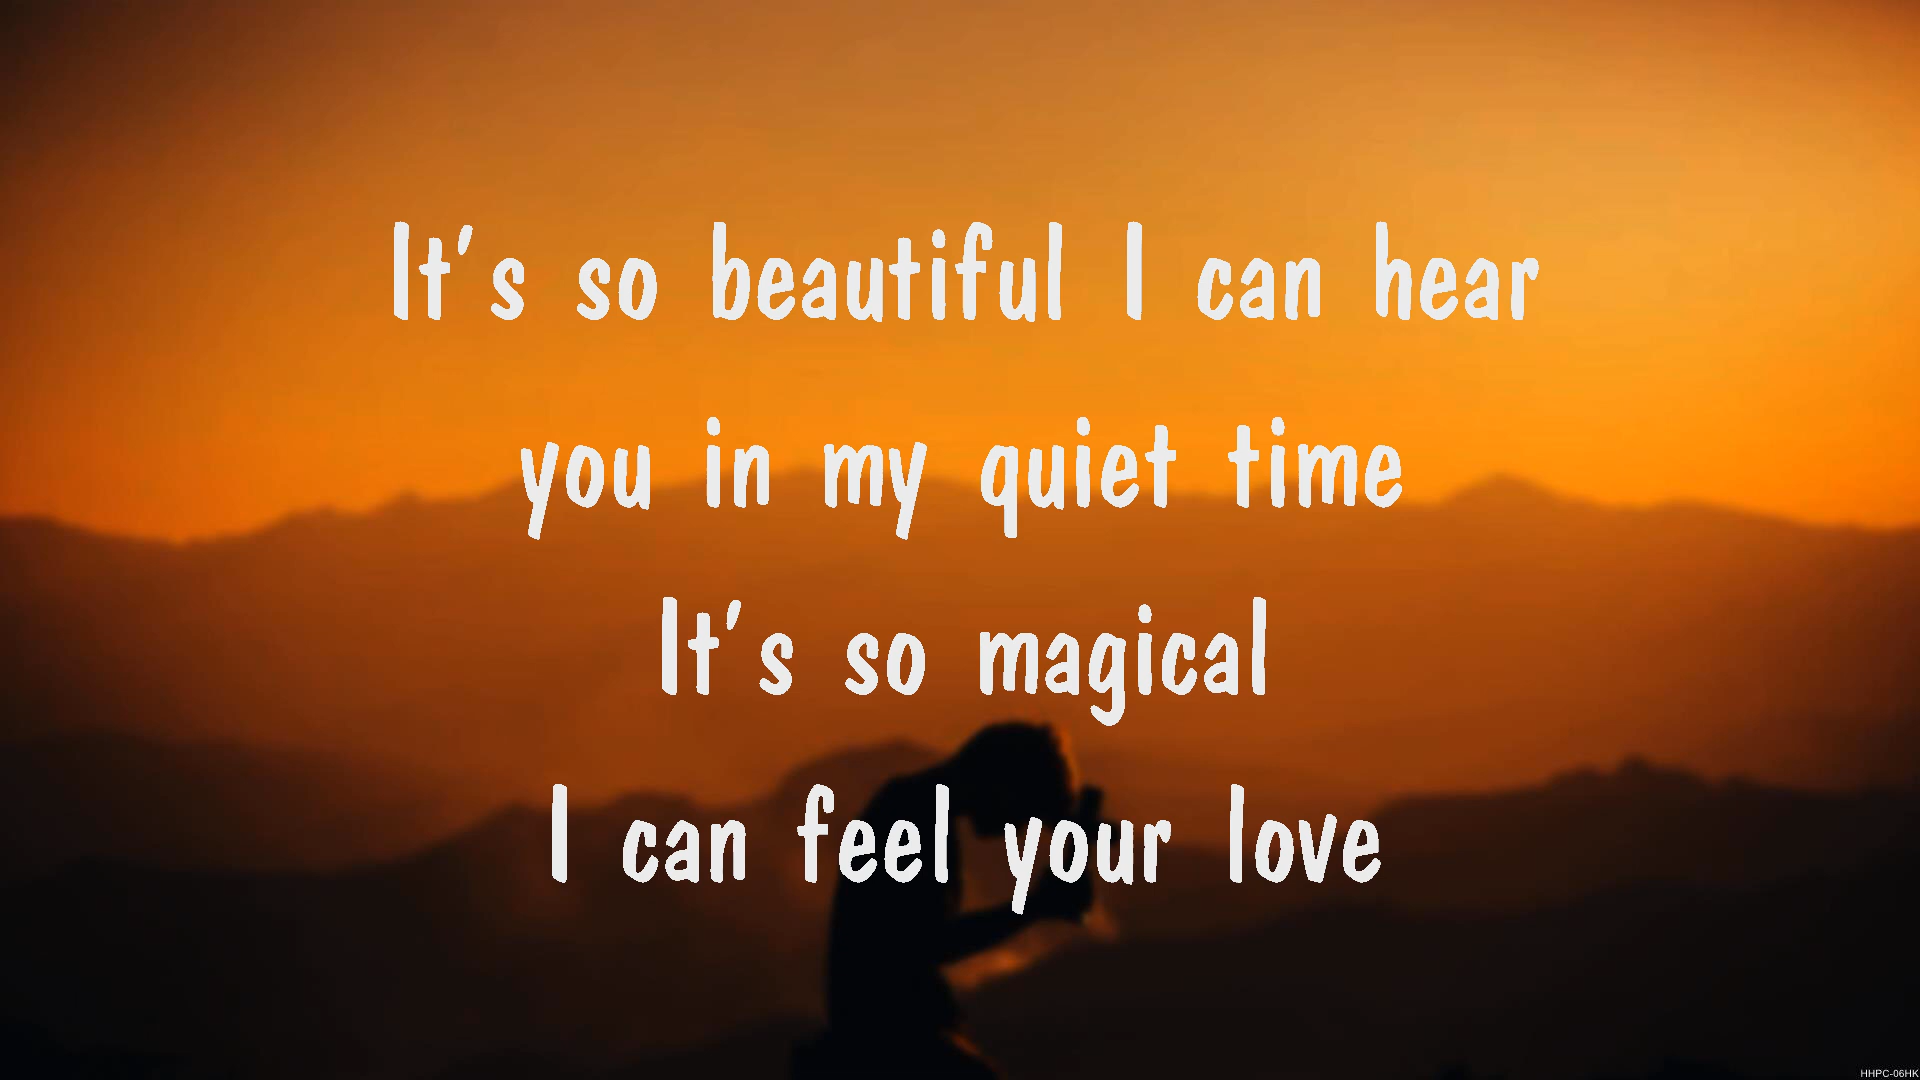 It's so beautiful I can hear
you in my quiet time
It's so magical
I can feel your love
HHPC-06HK